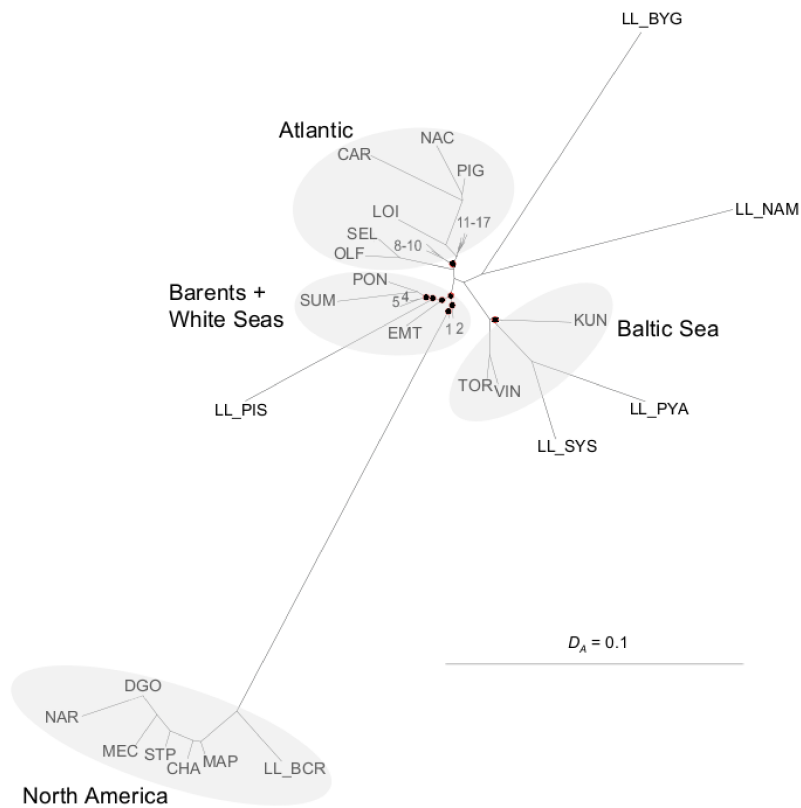 LL_BYG
Atlantic
NAC
CAR
PIG
LL_NAM
LOI
11-17
SEL
8-10
OLF
PON
Barents +
White Seas
SUM
5
4
KUN
Baltic Sea
EMT
1 2
TOR
VIN
LL_PIS
LL_PYA
LL_SYS
D_A = 0.1
DGO
NAR
MEC
STP
CHA
MAP
LL_BCR
North America